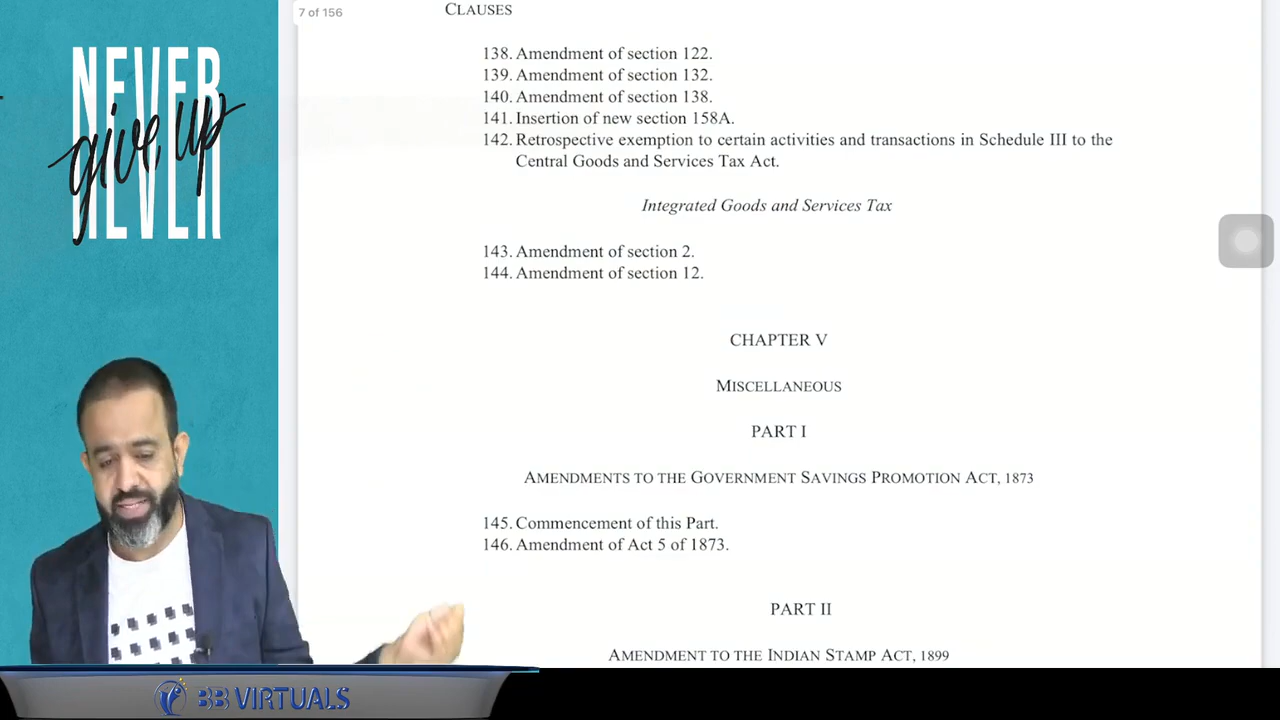 7 of 156
CLAUSES
138. Amendment of section 122.
139. Amendment of section 132.
140. Amendment of section 138.
141. Insertion of new section 158A.
142. Retrospective exemption to certain activities and transactions in Schedule III to the
Central Goods and Services Tax Act.
Integrated Goods and Services Tax
143. Amendment of section 2.
144. Amendment of section 12.
CHAPTER V
MISCELLANEOUS
PART I
AMENDMENTS TO THE GOVERNMENT SAVINGS PROMOTION ACT, 1873
145. Commencement of this Part.
146. Amendment of Act 5 of 1873.
PART II
AMENDMENT TO THE INDIAN STAMP ACT, 1899
NEVER
give up
NEVER
BB VIRTUALS